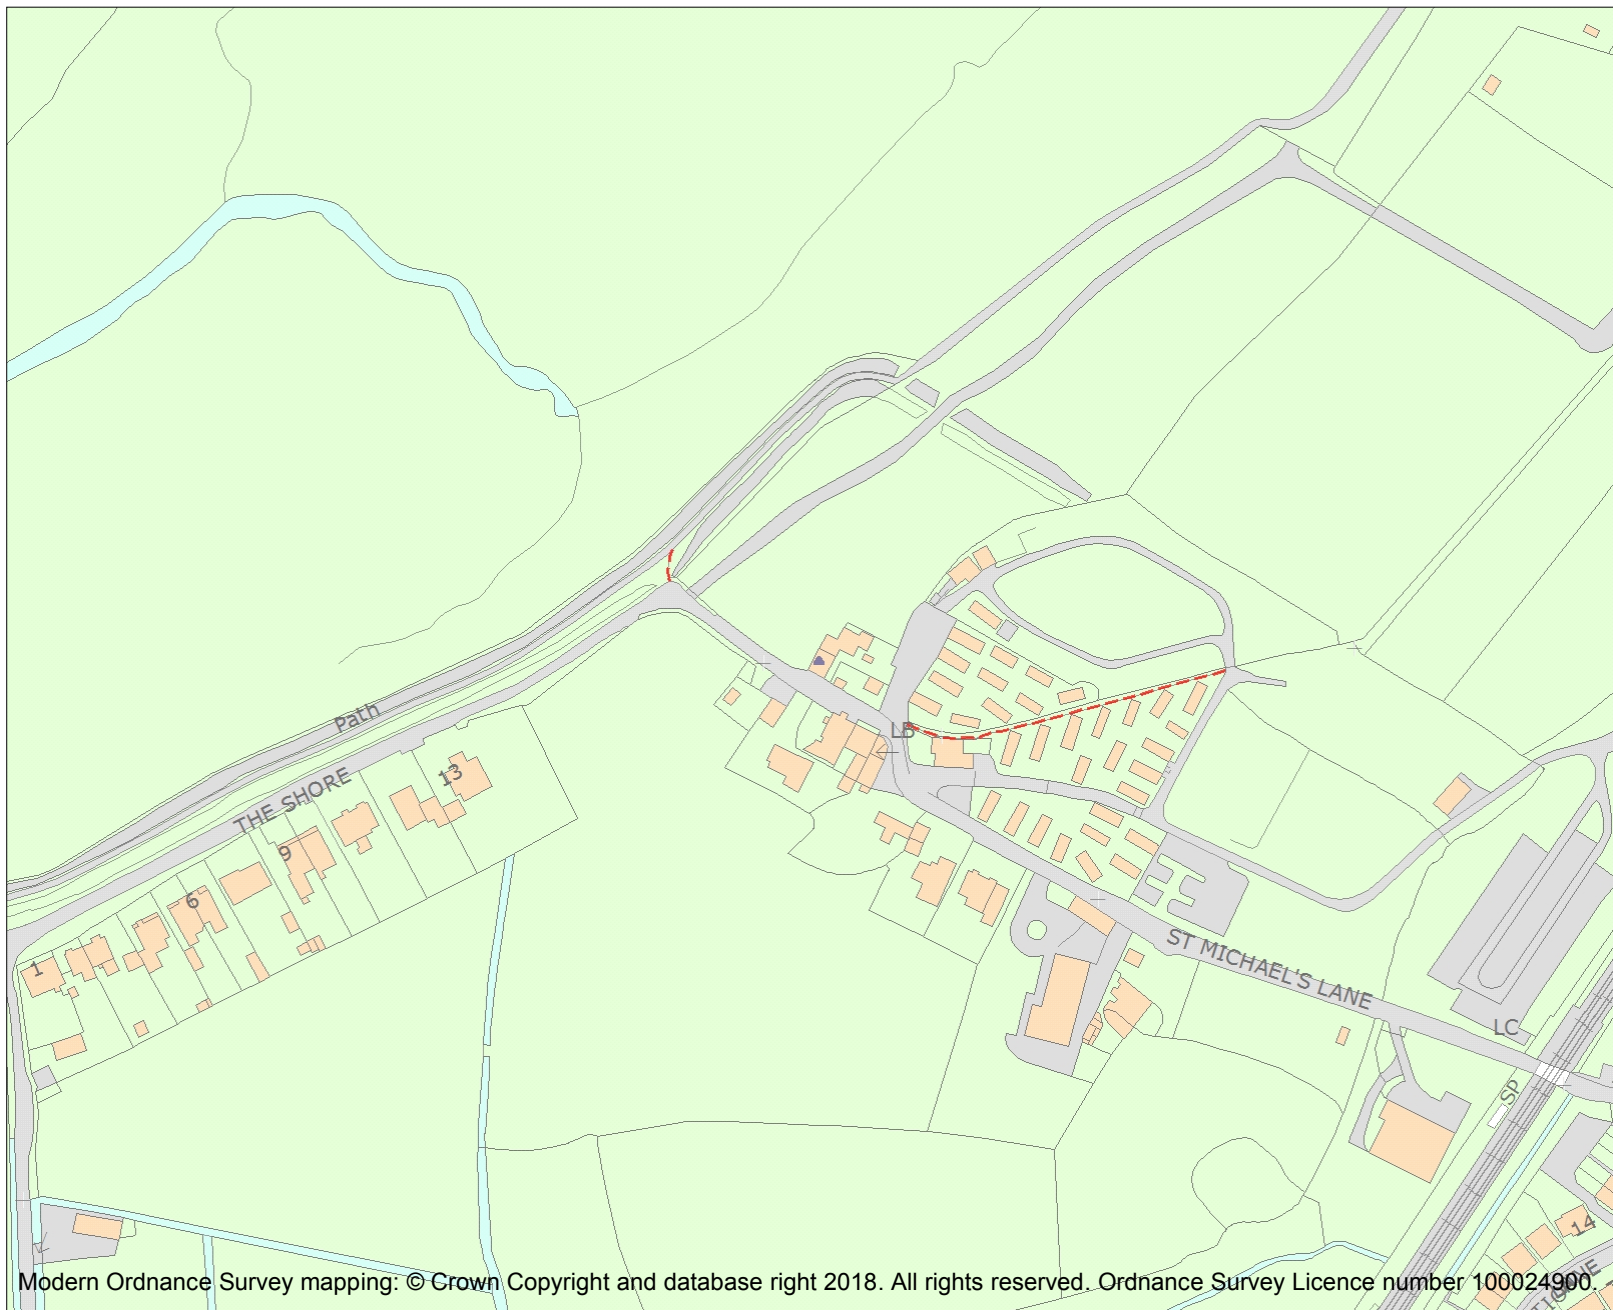 Path
LB
THE SHORE
13
9
6
1
ST MICHAEL'S LANE
LC
SP
14
Modern Ordnance Survey mapping: © Crown Copyright and database right 2018. All rights reserved. Ordnance Survey Licence number 100024900.